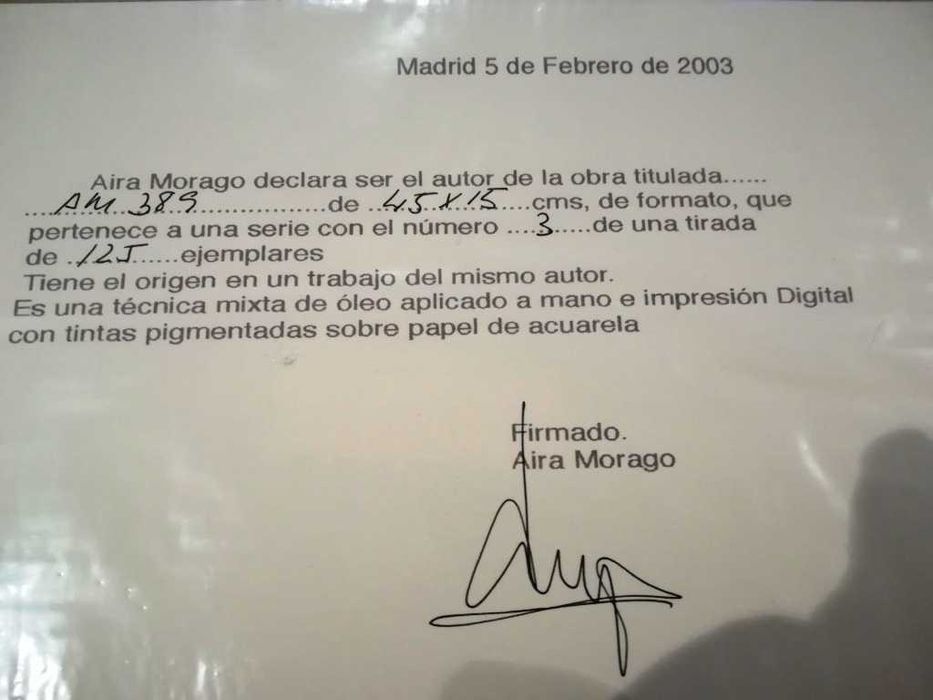 Madrid 5 de Febrero de 2003
Aira Morago declara ser el autor de la obra titulada......
....AM 389..................de ..45 X 15....cms, de formato, que
pertenece a una serie con el número ....3.....de una tirada
de ..125......ejemplares
Tiene el origen en un trabajo del mismo autor.
Es una técnica mixta de óleo aplicado a mano e impresión Digital
con tintas pigmentadas sobre papel de acuarela
Firmado.
Aira Morago